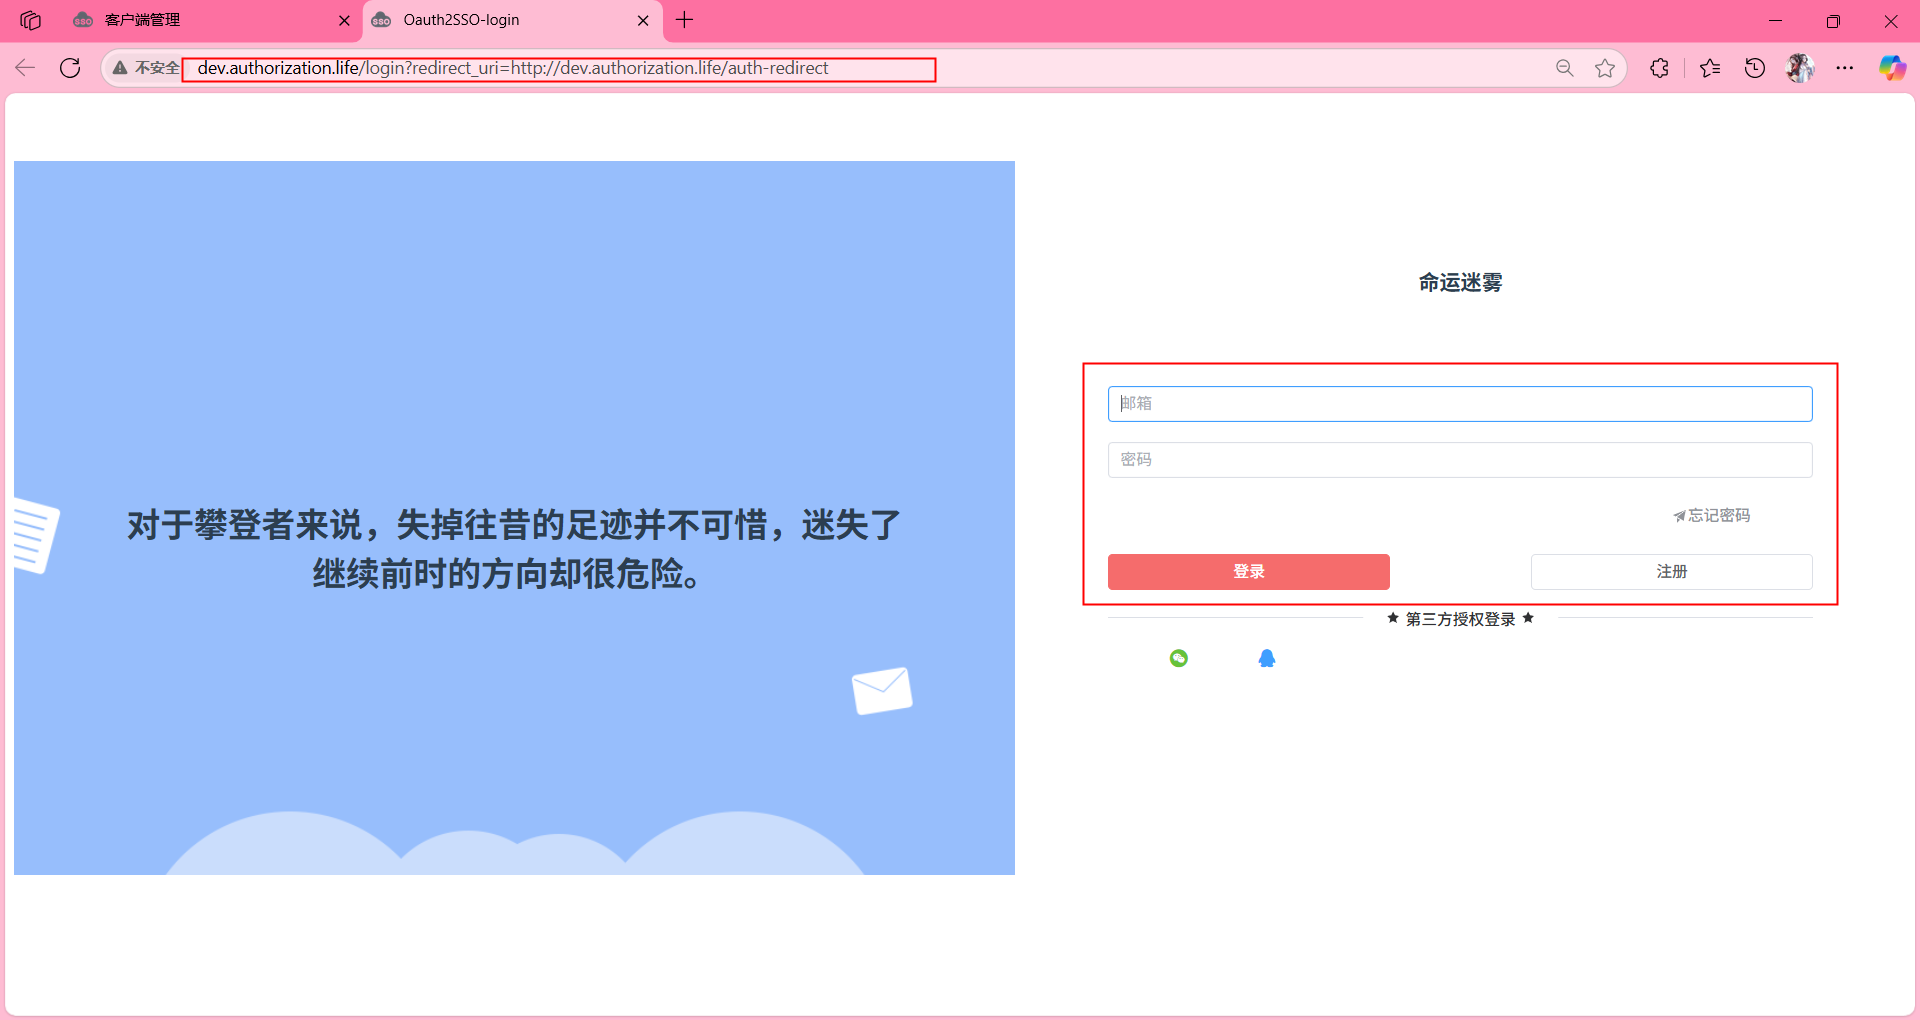 客户端管理
Oauth2SSO-login
不安全
dev.authorization.life/login?redirect_uri=http://dev.authorization.life/auth-redirect
对于攀登者来说，失掉往昔的足迹并不可惜，迷失了
继续前时的方向却很危险。
命运迷雾
邮箱
密码
忘记密码
登录
注册
★ 第三方授权登录 ★